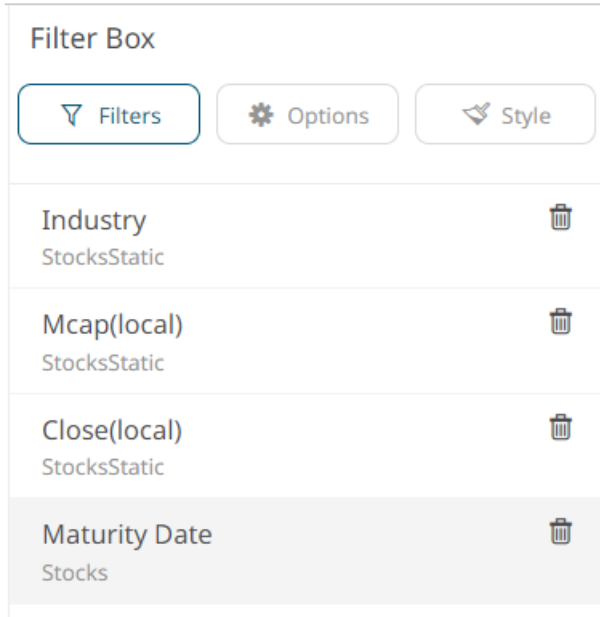 Filter Box
Filters Options Style
Industry
StocksStatic
Mcap(local)
StocksStatic
Close(local)
StocksStatic
Maturity Date
Stocks